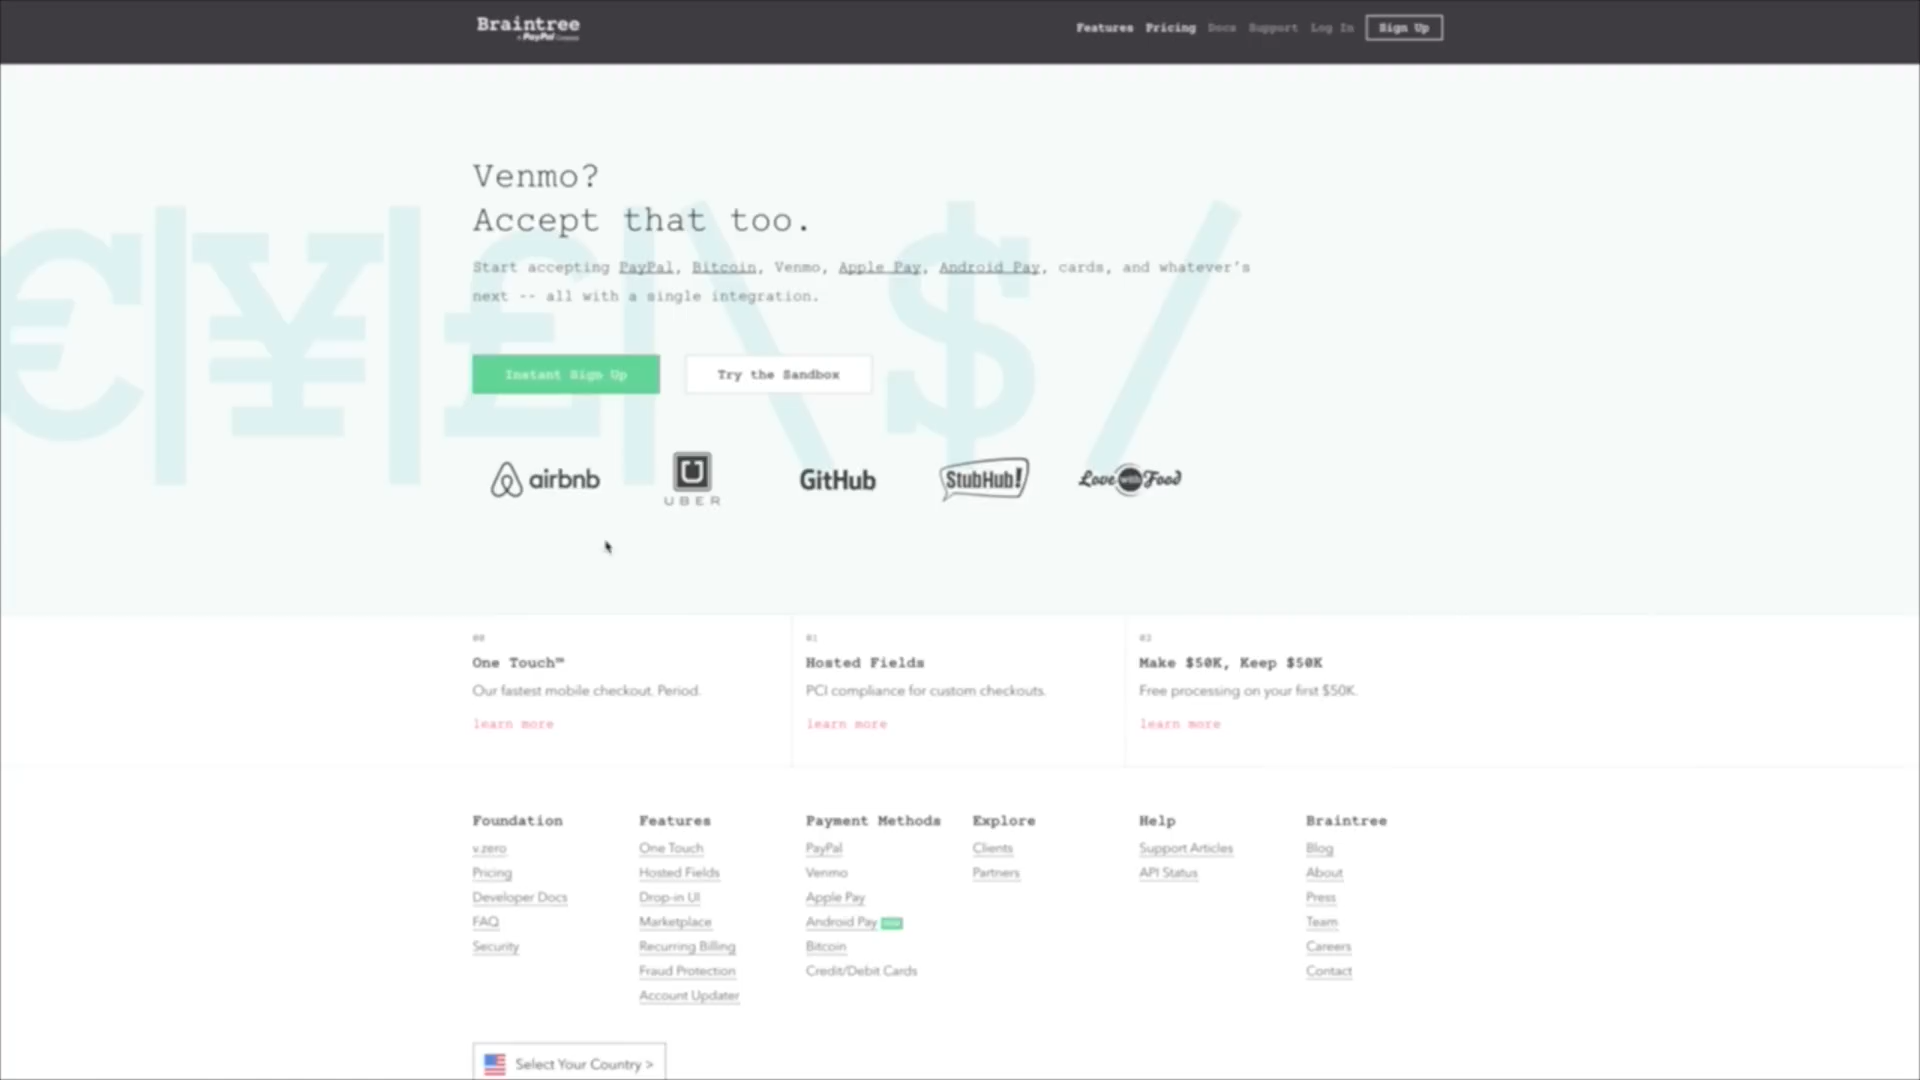 Braintree
A PayPal Company
Features Pricing Docs Support Log In Sign Up
Venmo?
Accept that too.
Start accepting PayPal, Bitcoin, Venmo, Apple Pay, Android Pay, cards, and whatever's
next -- all with a single integration.
Instant Sign Up Try the Sandbox
airbnb UBER GitHub StubHub! Love with Food
€ ¥ £ $
One Touch™
Our fastest mobile checkout. Period.
learn more
Hosted Fields
PCI compliance for custom checkouts.
learn more
Make $50K, Keep $50K
Free processing on your first $50K.
learn more
Foundation
v.zero
Pricing
Developer Docs
FAQ
Security
Features
One Touch
Hosted Fields
Drop-in UI
Marketplace
Recurring Billing
Fraud Protection
Account Updater
Payment Methods
PayPal
Venmo
Apple Pay
Android Pay
Bitcoin
Credit/Debit Cards
Explore
Clients
Partners
Help
Support Articles
API Status
Braintree
Blog
About
Press
Team
Careers
Contact
Select Your Country >